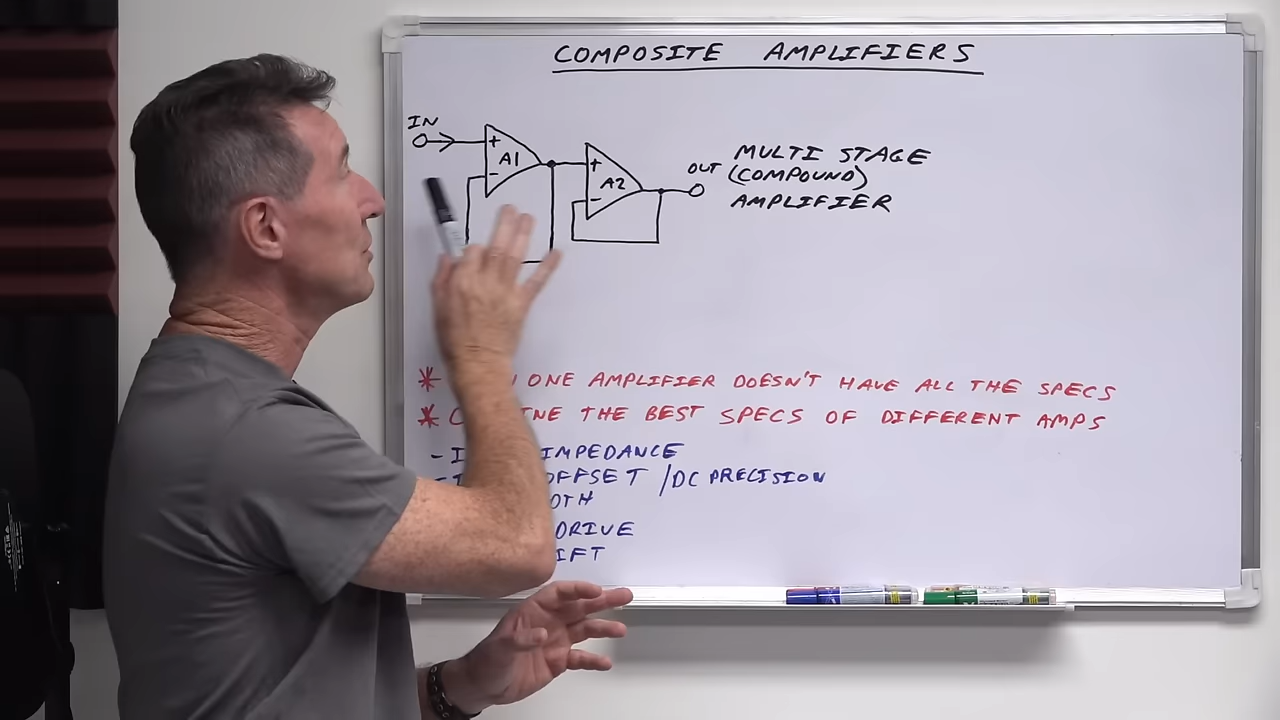 COMPOSITE AMPLIFIERS
IN
+ A1 -
+ A2 -
OUT
MULTI STAGE
(COMPOUND)
AMPLIFIER
* ONE AMPLIFIER DOESN'T HAVE ALL THE SPECS
* THE BEST SPECS OF DIFFERENT AMPS
- IMPEDANCE
- OFFSET / DC PRECISION
DRIVE